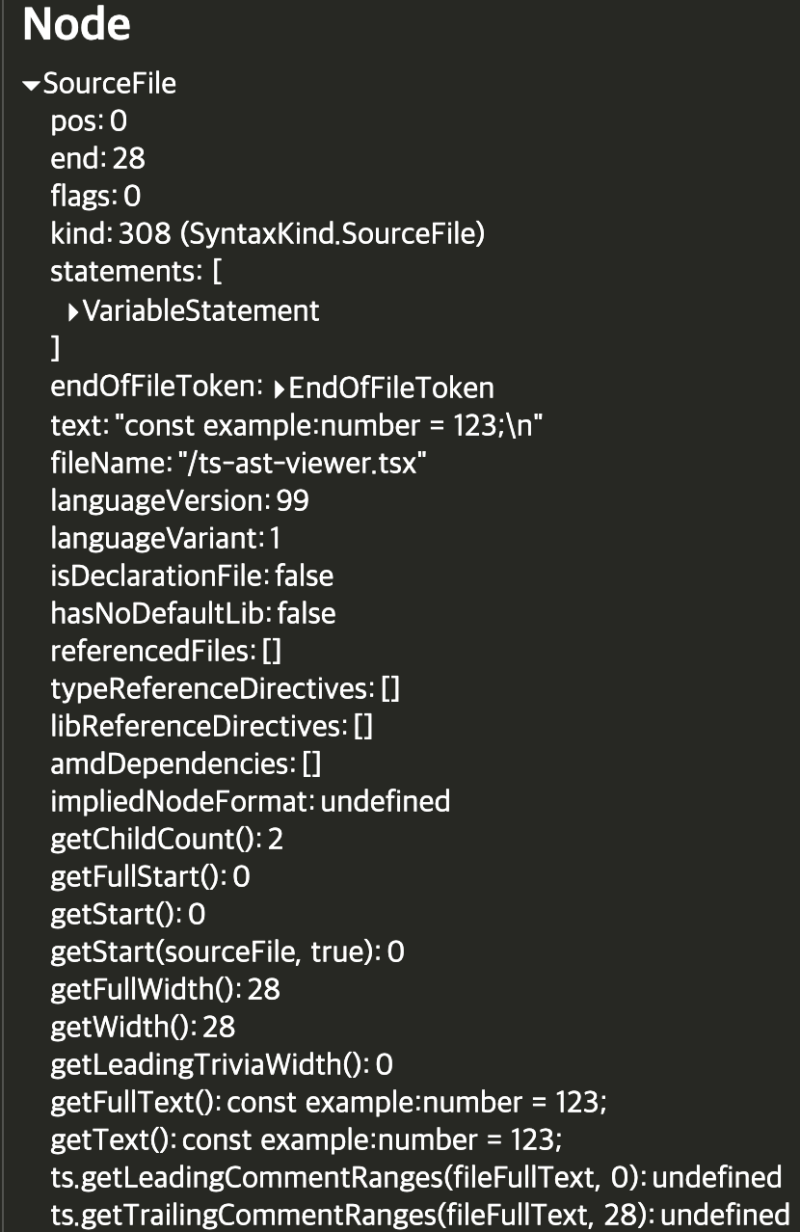 Node
▾SourceFile
pos: 0
end: 28
flags: 0
kind: 308 (SyntaxKind.SourceFile)
statements: [
▸VariableStatement
]
endOfFileToken: ▸EndOfFileToken
text: "const example:number = 123;\n"
fileName: "/ts-ast-viewer.tsx"
languageVersion: 99
languageVariant: 1
isDeclarationFile: false
hasNoDefaultLib: false
referencedFiles: []
typeReferenceDirectives: []
libReferenceDirectives: []
amdDependencies: []
impliedNodeFormat: undefined
getChildCount(): 2
getFullStart(): 0
getStart(): 0
getStart(sourceFile, true): 0
getFullWidth(): 28
getWidth(): 28
getLeadingTriviaWidth(): 0
getFullText(): const example:number = 123;
getText(): const example:number = 123;
ts.getLeadingCommentRanges(fileFullText, 0): undefined
ts.getTrailingCommentRanges(fileFullText, 28): undefined